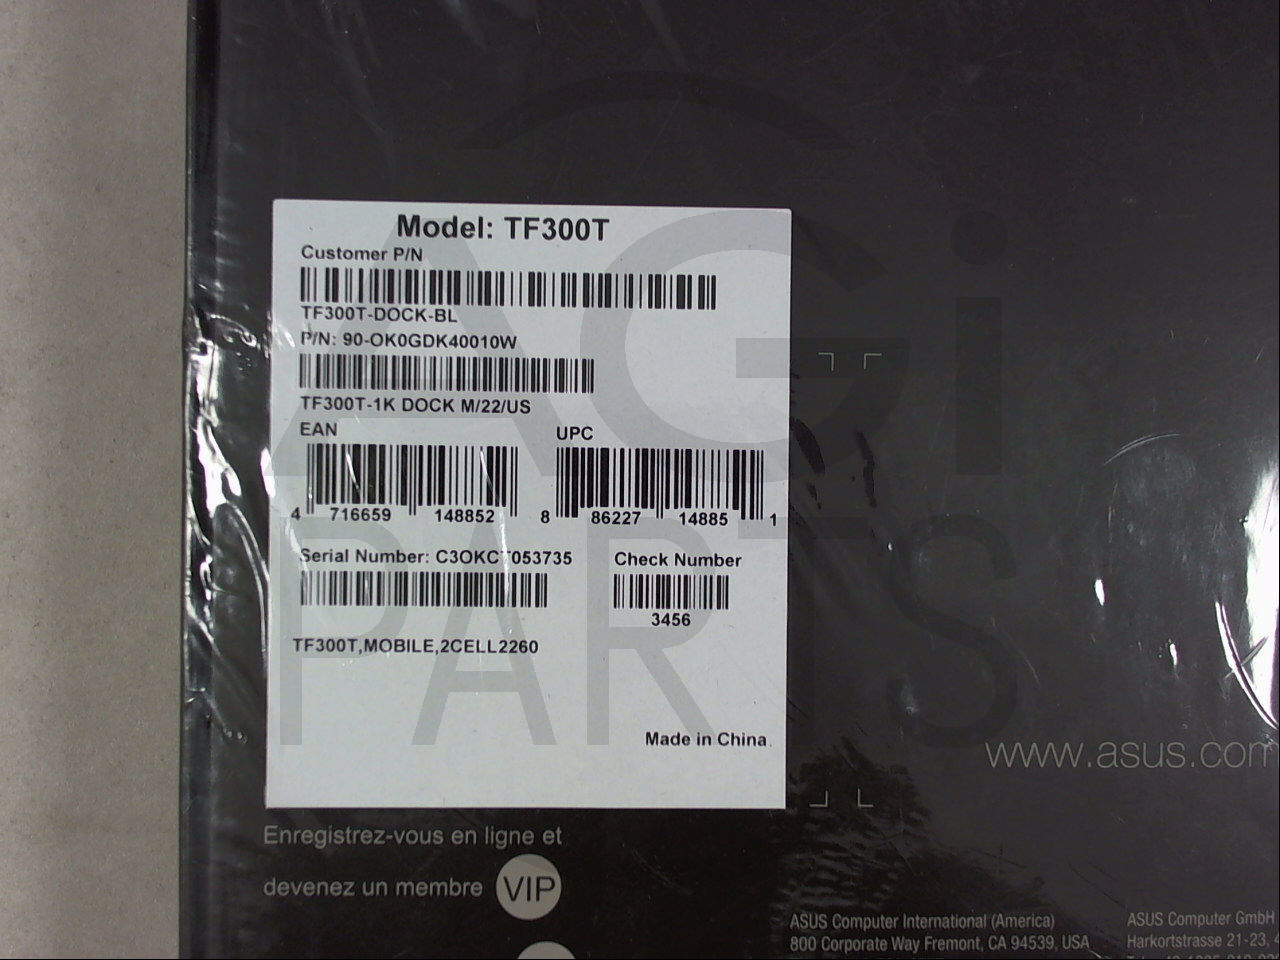 Model: TF300T
Customer P/N
TF300T-DOCK-BL
P/N: 90-OK0GDK40010W
TF300T-1K DOCK M/22/US
EAN
UPC
4 716659 148852
8 86227 14885 1
Serial Number: C3OKCT053735
Check Number
3456
TF300T,MOBILE,2CELL2260
Made in China
AGi
PARTS
www.asus.com
Enregistrez-vous en ligne et
devenez un membre VIP
ASUS Computer International (America)
800 Corporate Way Fremont, CA 94539, USA
ASUS Computer GmbH
Harkortstrasse 21-23,